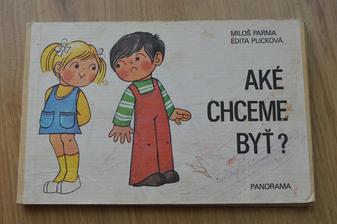 MILOŠ PARMA
EDITA PLICKOVÁ
AKÉ
CHCEME
BYŤ?
PANORAMA